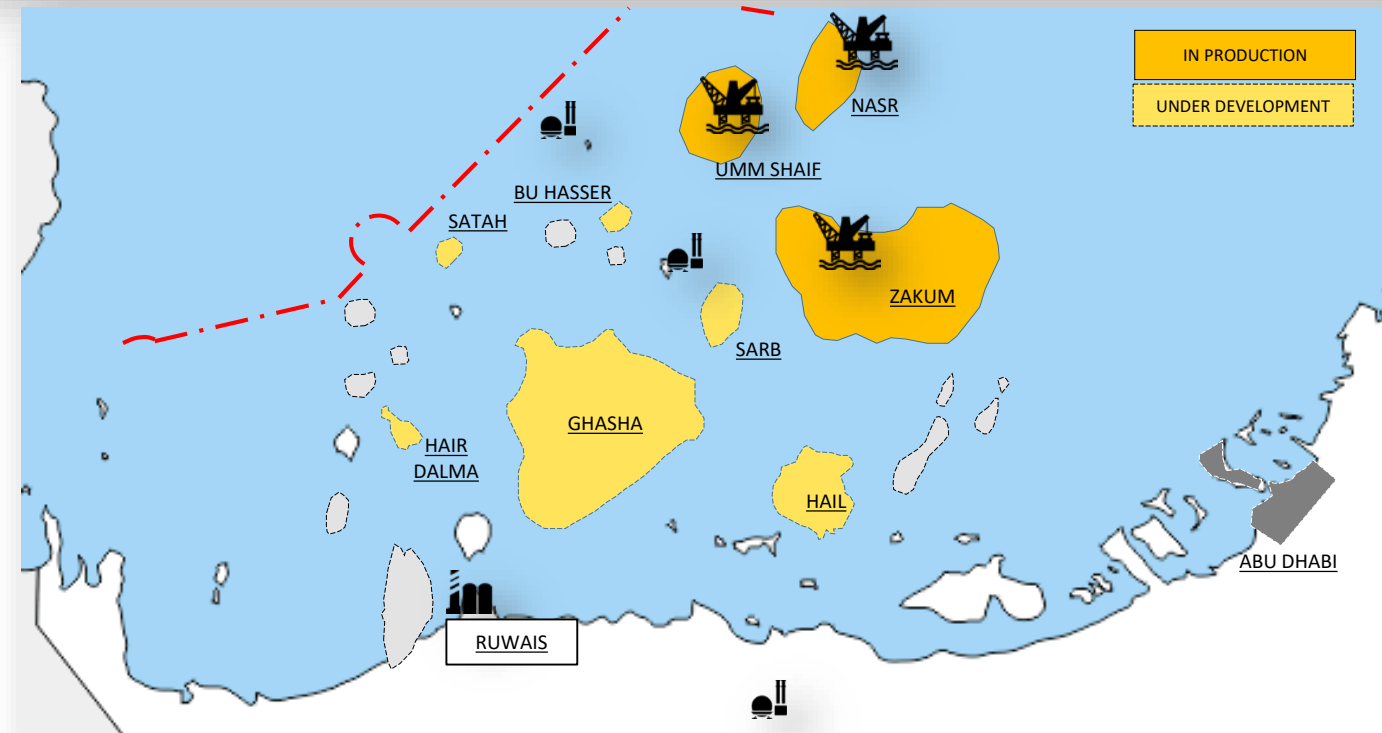 IN PRODUCTION
UNDER DEVELOPMENT
NASR
UMM SHAIF
BU HASSER
SATAH
ZAKUM
SARB
GHASHA
HAIR
DALMA
HAIL
ABU DHABI
RUWAIS